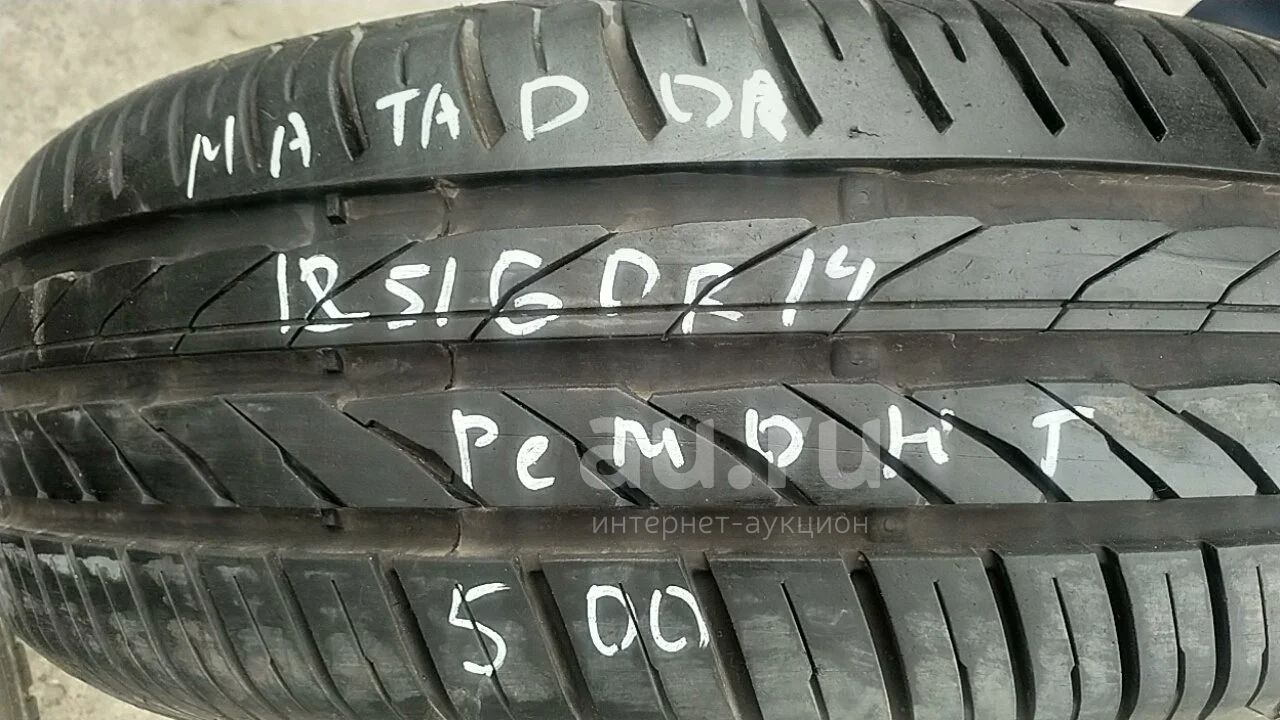 MATADOR
185/60R14
Ремонт
au.ru
интернет-аукцион
500